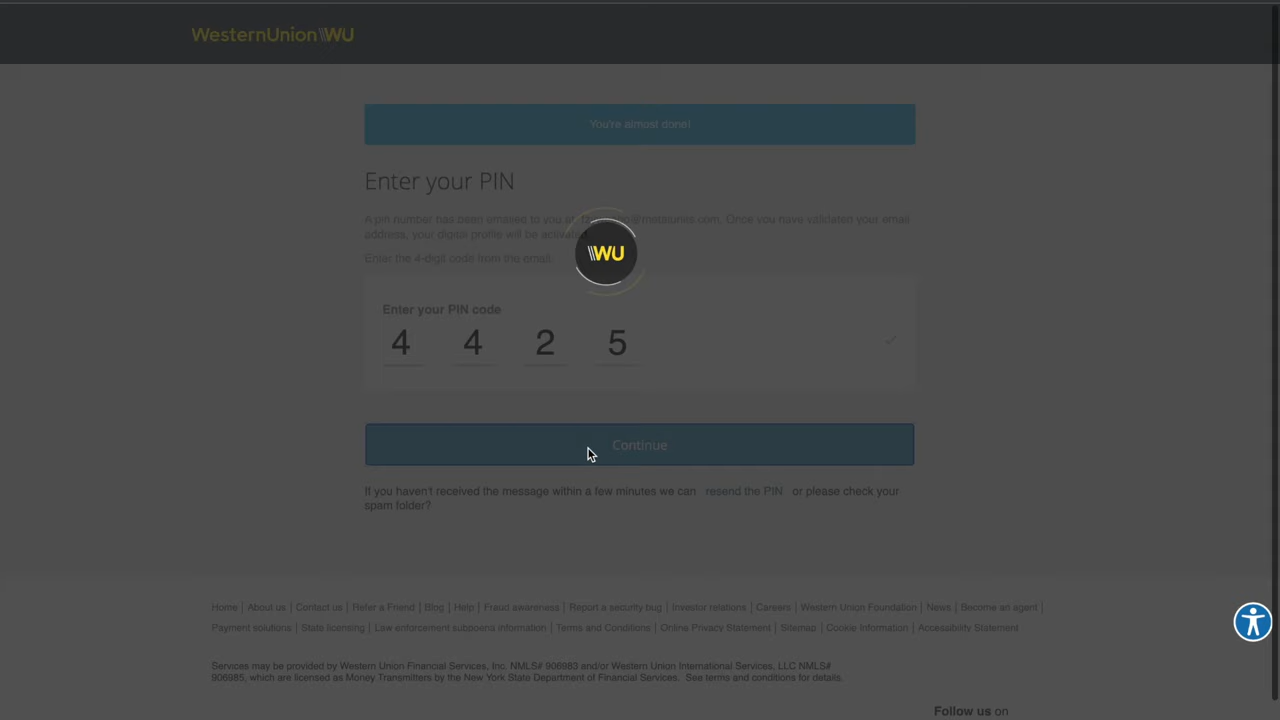 WesternUnion WU
You're almost done!
Enter your PIN
A pin number has been emailed to you at @metalunits.com. Once you have validated your email
address, your digital profile will be activated.
WU
Enter the 4-digit code from the email:
Enter your PIN code
4 4 2 5
Continue
If you haven't received the message within a few minutes we can resend the PIN or please check your
spam folder?
Home | About us | Contact us | Refer a Friend | Blog | Help | Fraud awareness | Report a security bug | Investor relations | Careers | Western Union Foundation | News | Become an agent |
Payment solutions | State licensing | Law enforcement subpoena information | Terms and Conditions | Online Privacy Statement | Sitemap | Cookie Information | Accessibility Statement
Services may be provided by Western Union Financial Services, Inc. NMLS# 906983 and/or Western Union International Services, LLC NMLS#
906985, which are licensed as Money Transmitters by the New York State Department of Financial Services. See terms and conditions for details.
Follow us on